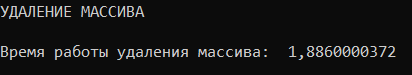 УДАЛЕНИЕ МАССИВА
Время работы удаления массива:  1,8860000372